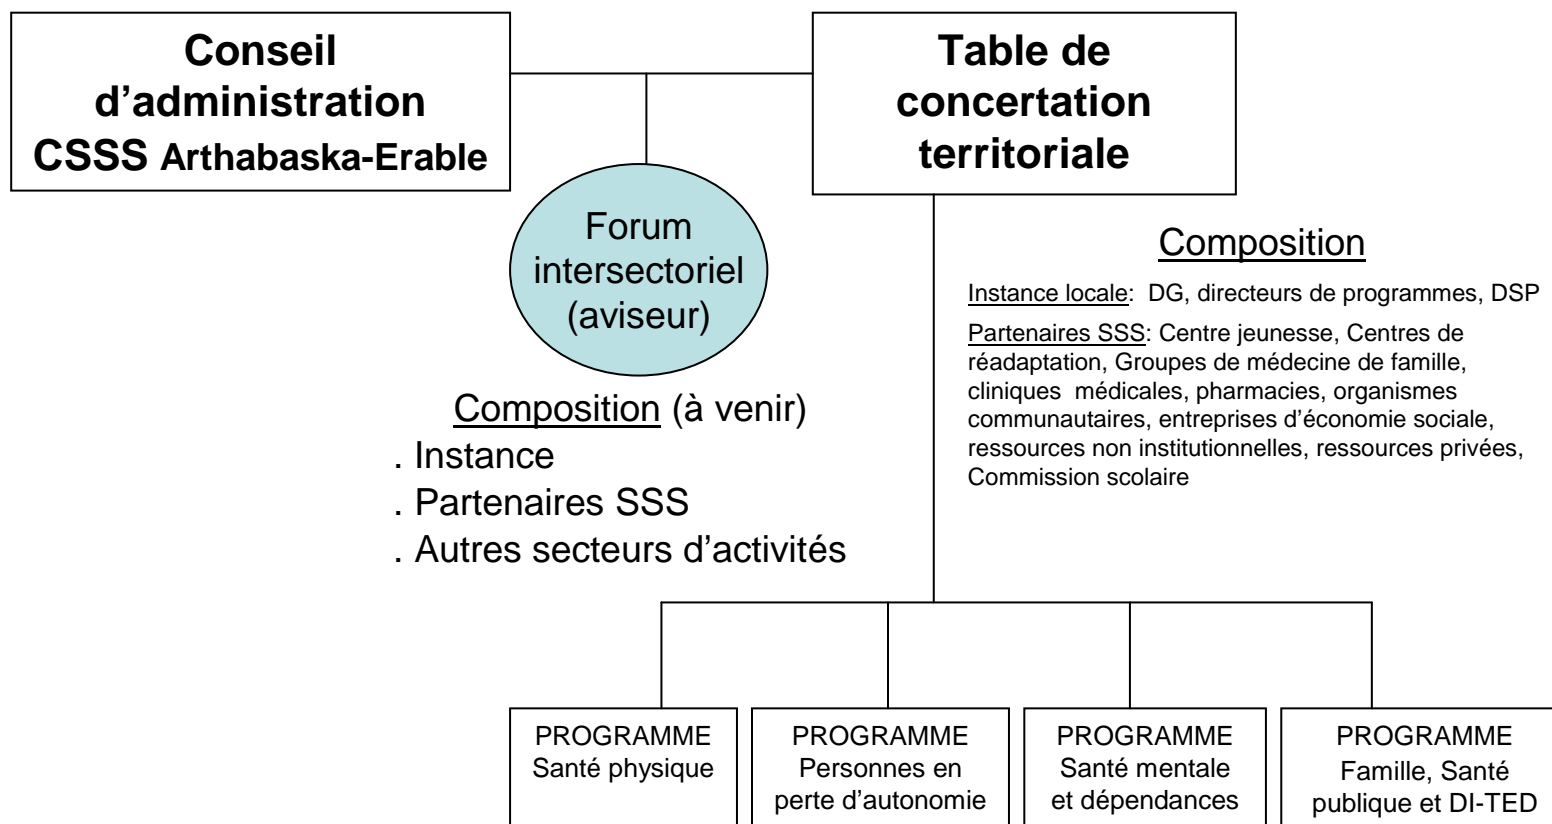 Conseil
d’administration
CSSS Arthabaska-Erable
Table de
concertation
territoriale
Forum
intersectoriel
(aviseur)
Composition (à venir)
. Instance
. Partenaires SSS
. Autres secteurs d’activités
Composition
Instance locale:  DG, directeurs de programmes, DSP
Partenaires SSS: Centre jeunesse, Centres de
réadaptation, Groupes de médecine de famille,
cliniques  médicales, pharmacies, organismes
communautaires, entreprises d’économie sociale,
ressources non institutionnelles, ressources privées,
Commission scolaire
PROGRAMME
Santé physique
PROGRAMME
Personnes en
perte d’autonomie
PROGRAMME
Santé mentale
et dépendances
PROGRAMME
Famille, Santé
publique et DI-TED